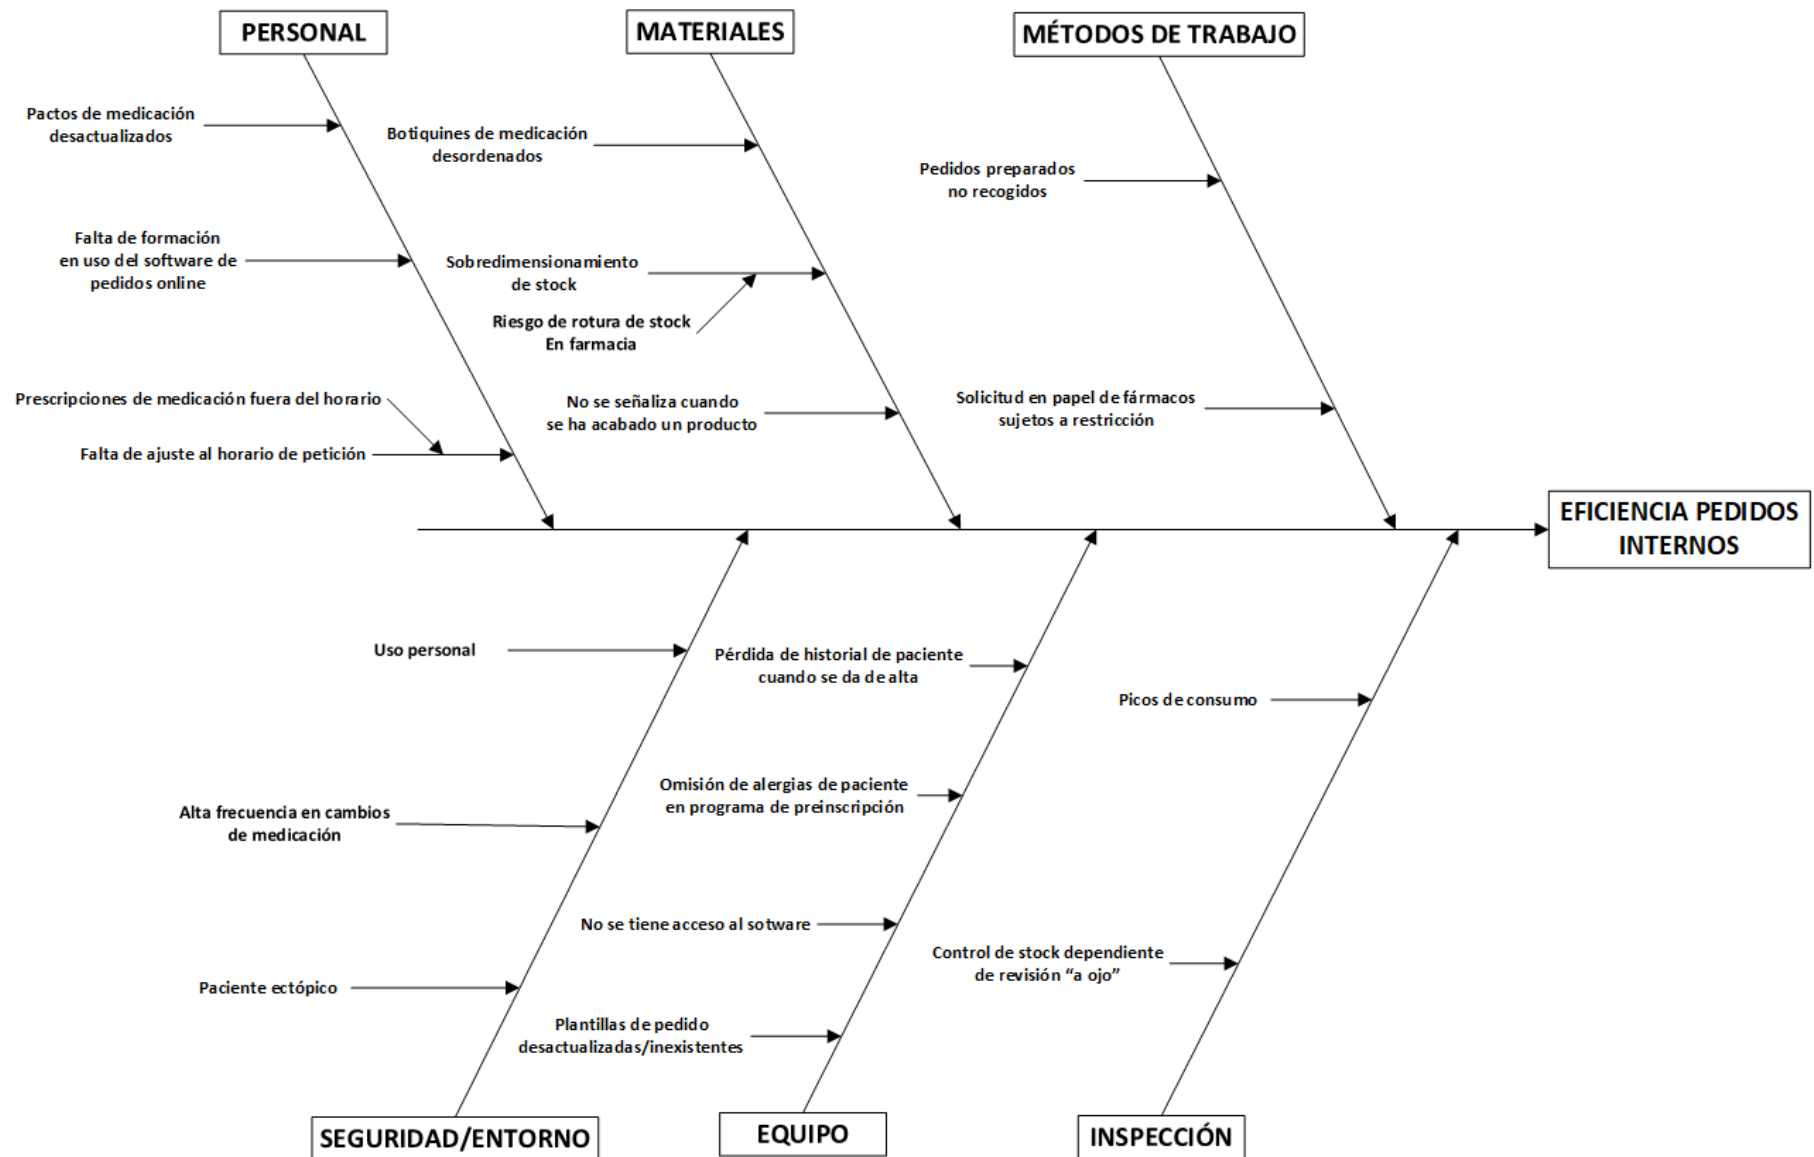 PERSONAL
MATERIALES
MÉTODOS DE TRABAJO
Pactos de medicación
desactualizados
Falta de formación
en uso del software de
pedidos online
Prescripciones de medicación fuera del horario
Falta de ajuste al horario de petición
Botiquines de medicación
desordenados
Sobredimensionamiento
de stock
Riesgo de rotura de stock
En farmacia
No se señaliza cuando
se ha acabado un producto
Pedidos preparados
no recogidos
Solicitud en papel de fármacos
sujetos a restricción
EFICIENCIA PEDIDOS
INTERNOS
Uso personal
Alta frecuencia en cambios
de medicación
Paciente ectópico
Pérdida de historial de paciente
cuando se da de alta
Omisión de alergias de paciente
en programa de preinscripción
No se tiene acceso al sotware
Plantillas de pedido
desactualizadas/inexistentes
Picos de consumo
Control de stock dependiente
de revisión “a ojo”
SEGURIDAD/ENTORNO
EQUIPO
INSPECCIÓN